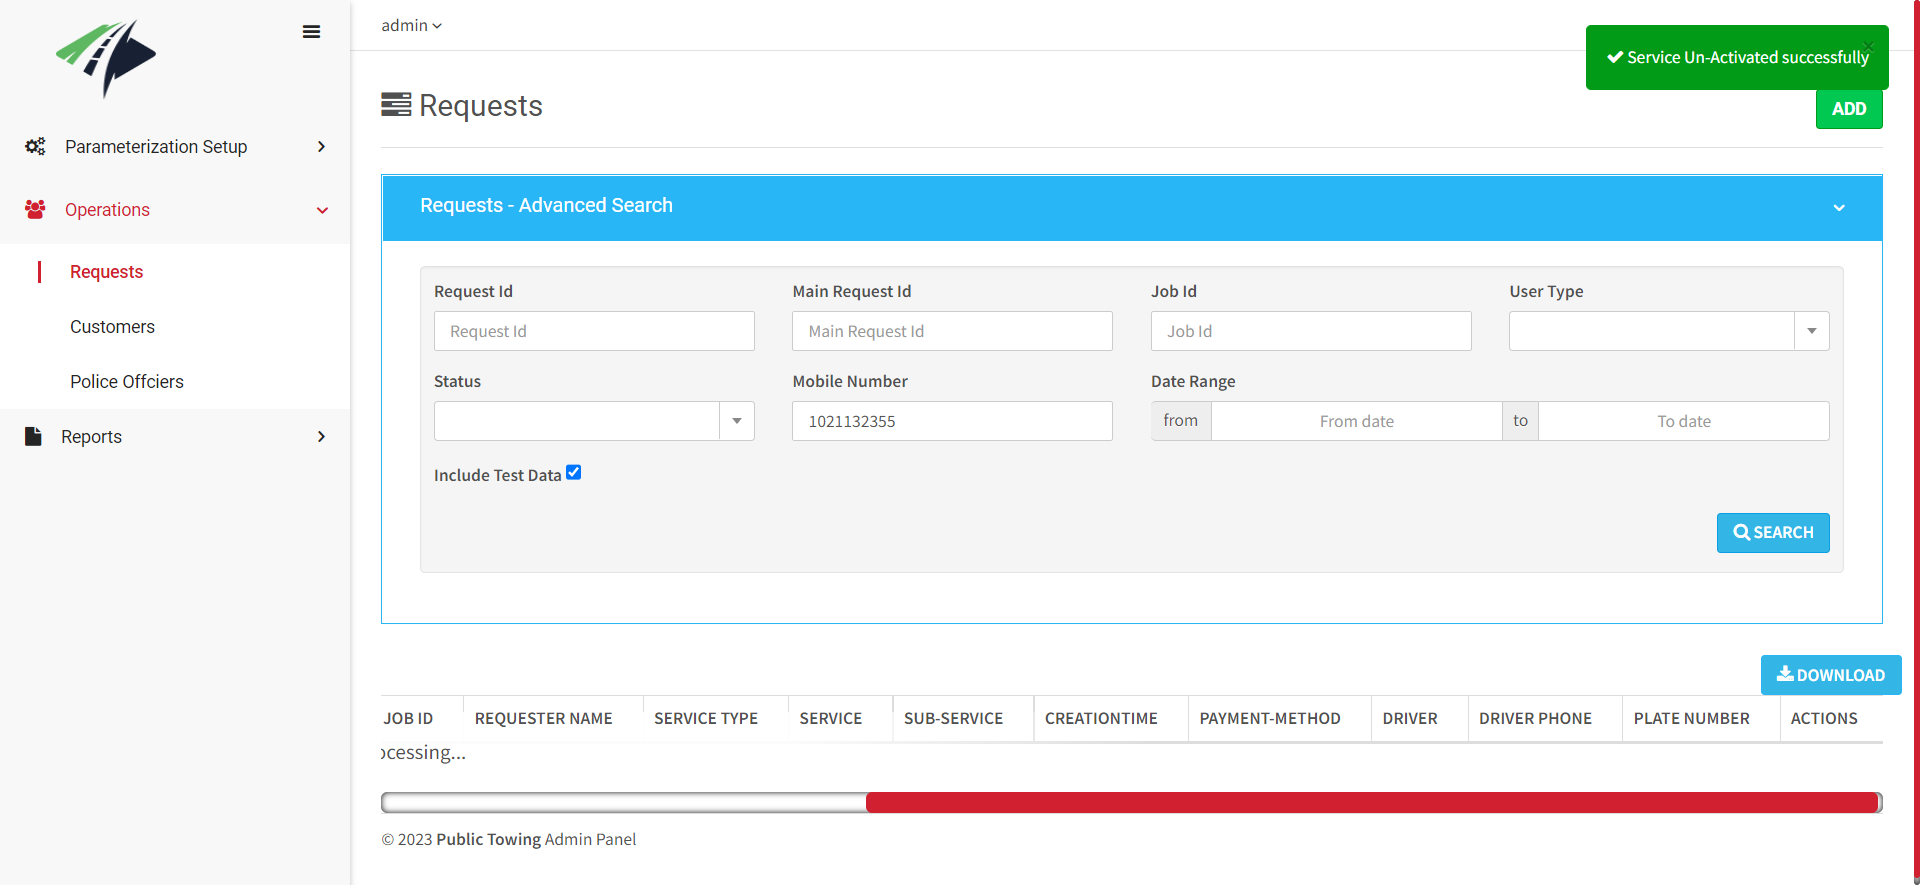 admin
Service Un-Activated successfully
Requests
ADD
Parameterization Setup
Operations
Requests
Customers
Police Offciers
Reports
Requests - Advanced Search
Request Id
Main Request Id
Job Id
User Type
Request Id
Main Request Id
Job Id
Status
Mobile Number
Date Range
1021132355
from
From date
to
To date
Include Test Data
SEARCH
DOWNLOAD
JOB ID
REQUESTER NAME
SERVICE TYPE
SERVICE
SUB-SERVICE
CREATIONTIME
PAYMENT-METHOD
DRIVER
DRIVER PHONE
PLATE NUMBER
ACTIONS
ocessing...
© 2023 Public Towing Admin Panel